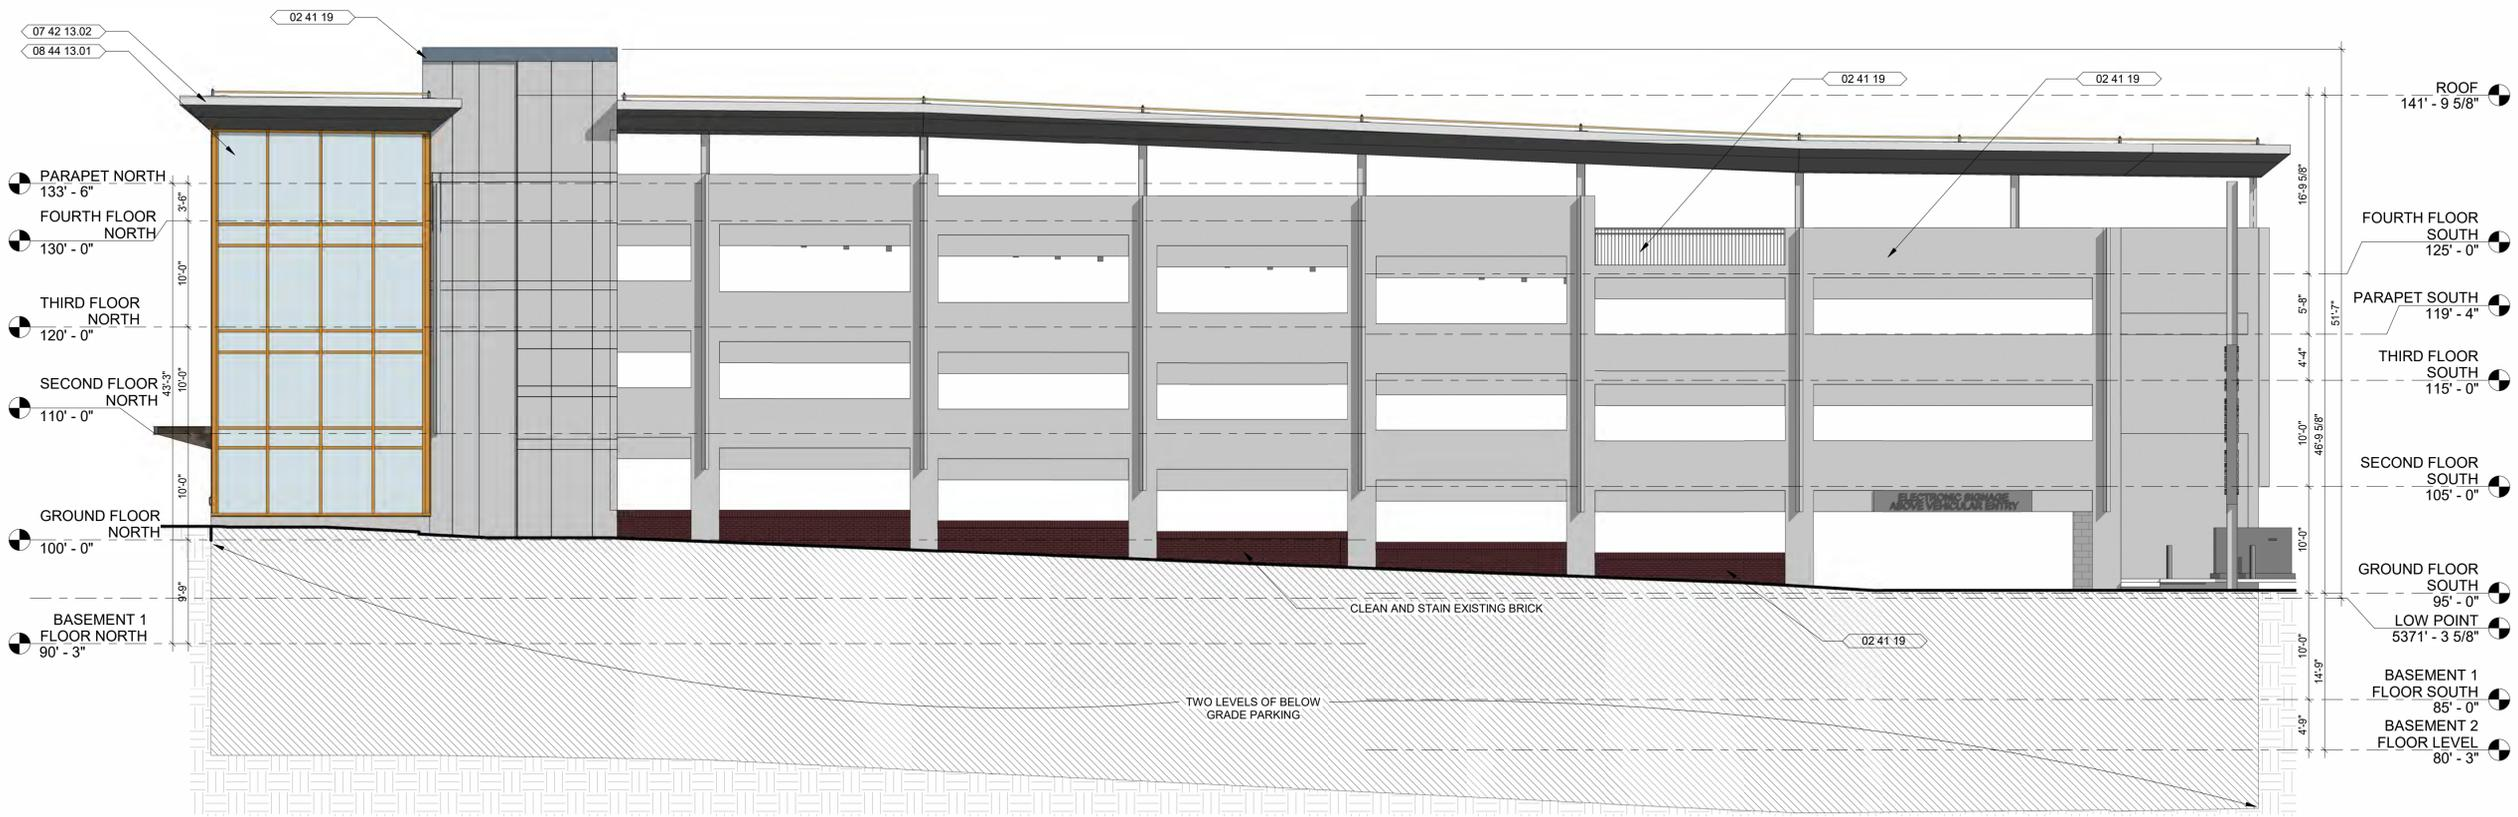 02 41 19
07 42 13.02
08 44 13.01
02 41 19
02 41 19
ROOF
141' - 9 5/8"
PARAPET NORTH
133' - 6"
FOURTH FLOOR
NORTH
130' - 0"
THIRD FLOOR
NORTH
120' - 0"
SECOND FLOOR
NORTH
110' - 0"
GROUND FLOOR
NORTH
100' - 0"
BASEMENT 1
FLOOR NORTH
90' - 3"
3'-6"
10'-0"
10'-0"
43'-3"
10'-0"
9'-9"
ELECTRONIC SIGNAGE
ABOVE VEHICULAR ENTRY
CLEAN AND STAIN EXISTING BRICK
02 41 19
TWO LEVELS OF BELOW
GRADE PARKING
16'-9 5/8"
5'-8"
51'-7"
4'-4"
10'-0"
46'-9 5/8"
10'-0"
10'-0"
14'-9"
4'-9"
FOURTH FLOOR
SOUTH
125' - 0"
PARAPET SOUTH
119' - 4"
THIRD FLOOR
SOUTH
115' - 0"
SECOND FLOOR
SOUTH
105' - 0"
GROUND FLOOR
SOUTH
95' - 0"
LOW POINT
5371' - 3 5/8"
BASEMENT 1
FLOOR SOUTH
85' - 0"
BASEMENT 2
FLOOR LEVEL
80' - 3"